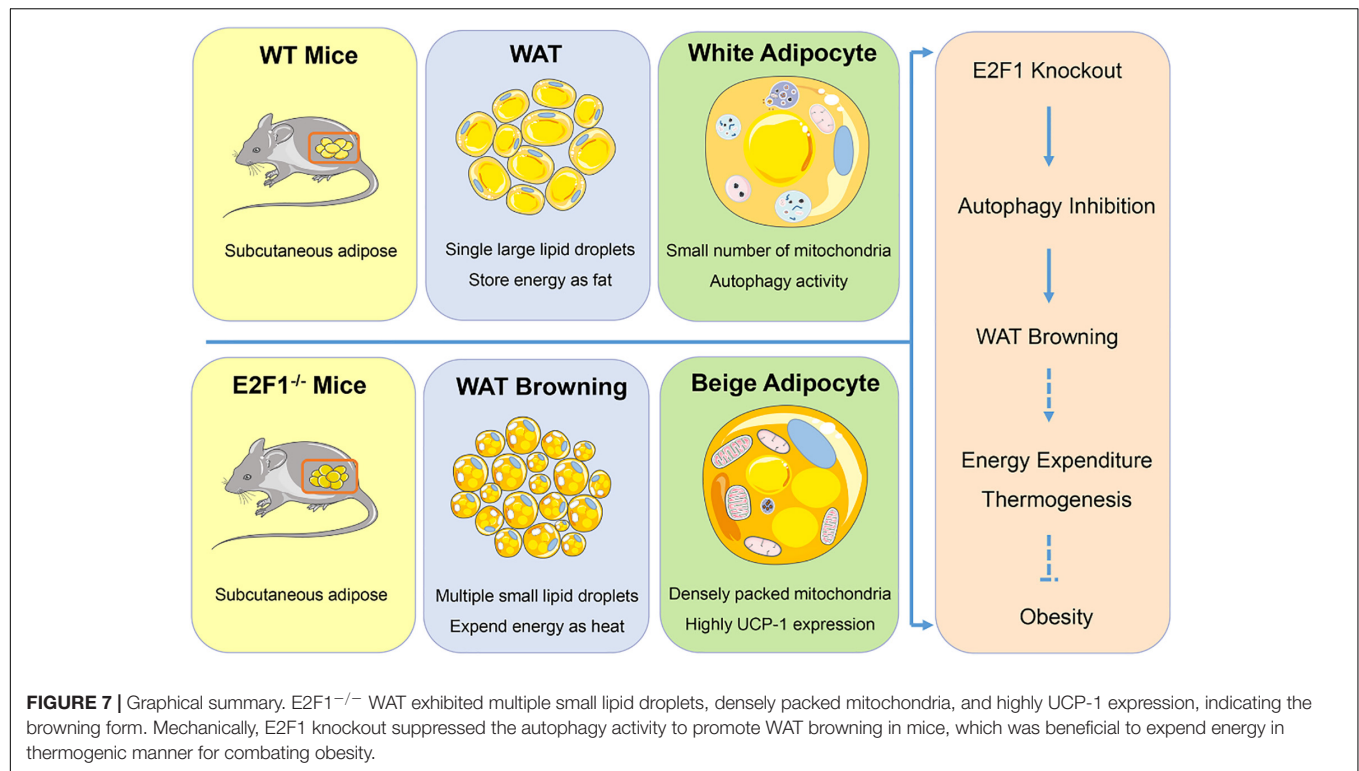 WT Mice
Subcutaneous adipose
WAT
Single large lipid droplets
Store energy as fat
White Adipocyte
Small number of mitochondria
Autophagy activity
E2F1-/- Mice
Subcutaneous adipose
WAT Browning
Multiple small lipid droplets
Expend energy as heat
Beige Adipocyte
Densely packed mitochondria
Highly UCP-1 expression
E2F1 Knockout
Autophagy Inhibition
WAT Browning
Energy Expenditure
Thermogenesis
Obesity
FIGURE 7 | Graphical summary. E2F1−/− WAT exhibited multiple small lipid droplets, densely packed mitochondria, and highly UCP-1 expression, indicating the
browning form. Mechanically, E2F1 knockout suppressed the autophagy activity to promote WAT browning in mice, which was beneficial to expend energy in
thermogenic manner for combating obesity.